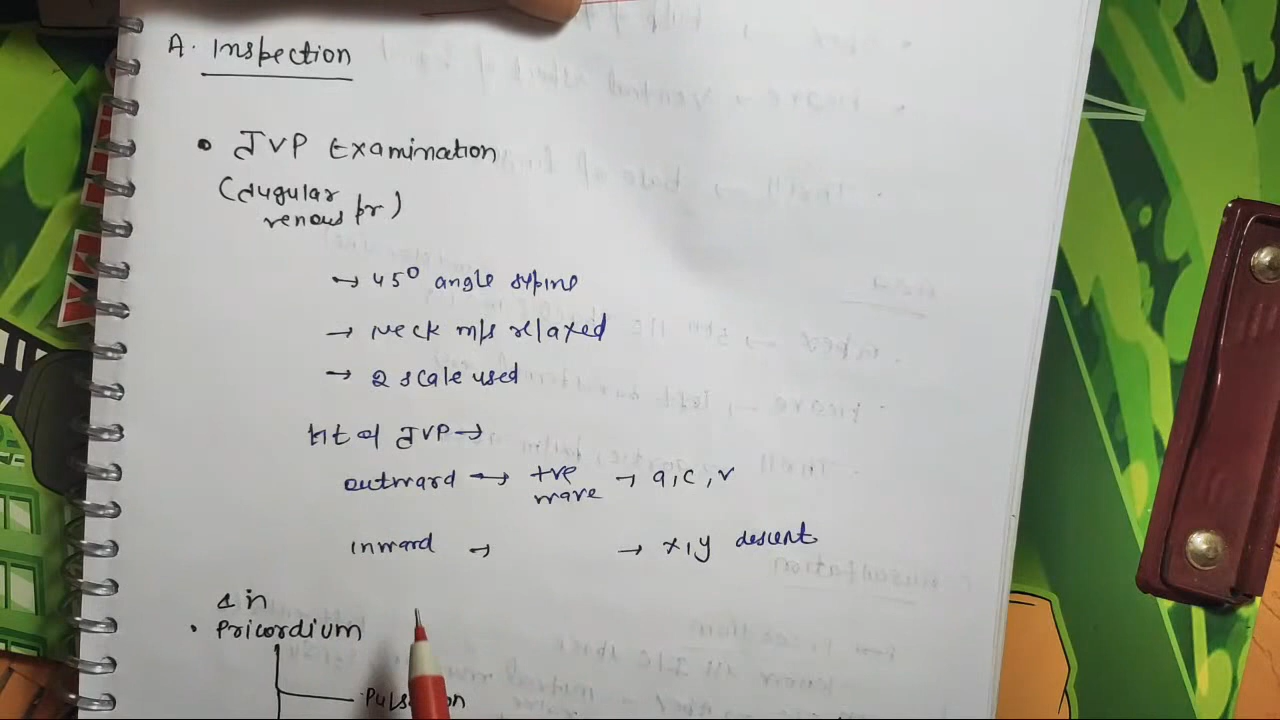 A. Inspection
• JVP Examination
(Jugular
venous pr)
→ 45° angle supine
→ Neck m/s relaxed
→ 2 scale used
Ht of JVP →
outward ↔ +ve
wave → a, c, v
inward → → x, y descent
Δ in
• Pricordium